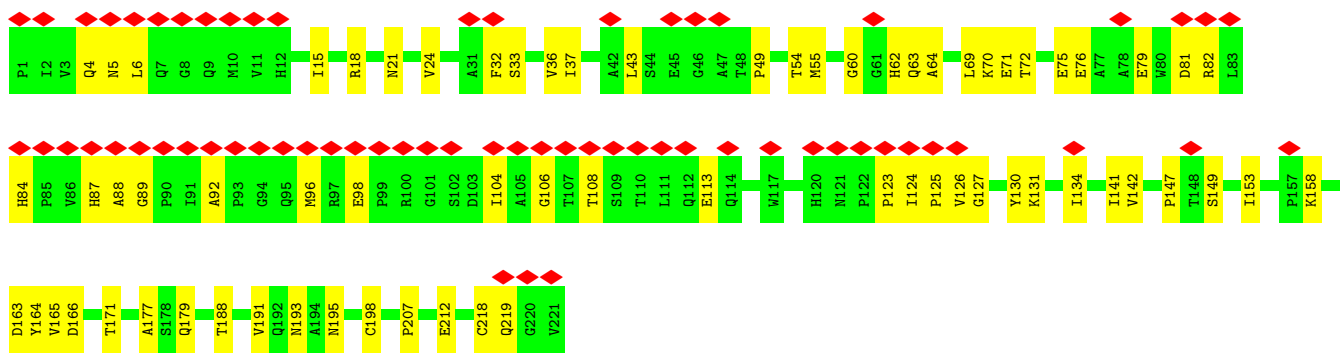 P1 I2 V3 Q4 N5 L6 Q7 G8 Q9 M10 V11 H12 I15 R18 N21 V24 A31 F32 S33 V36 I37 A42 L43 S44 E45 G46 A47 T48 P49 T54 M55 G60 G61 H62 Q63 A64 L69 K70 E71 T72 E75 E76 A77 A78 E79 W80 D81 R82 L83
H84 P85 V86 H87 A88 G89 P90 I91 A92 P93 G94 Q95 M96 R97 E98 P99 R100 G101 S102 D103 I104 A105 G106 T107 T108 S109 T110 L111 Q112 E113 Q114 W117 H120 N121 P122 P123 I124 P125 V126 G127 Y130 K131 I134 I141 V142 P147 T148 S149 I153 P157 K158
D163 Y164 V165 D166 T171 A177 S178 Q179 T188 V191 Q192 N193 A194 N195 C198 P207 E212 C218 Q219 G220 V221